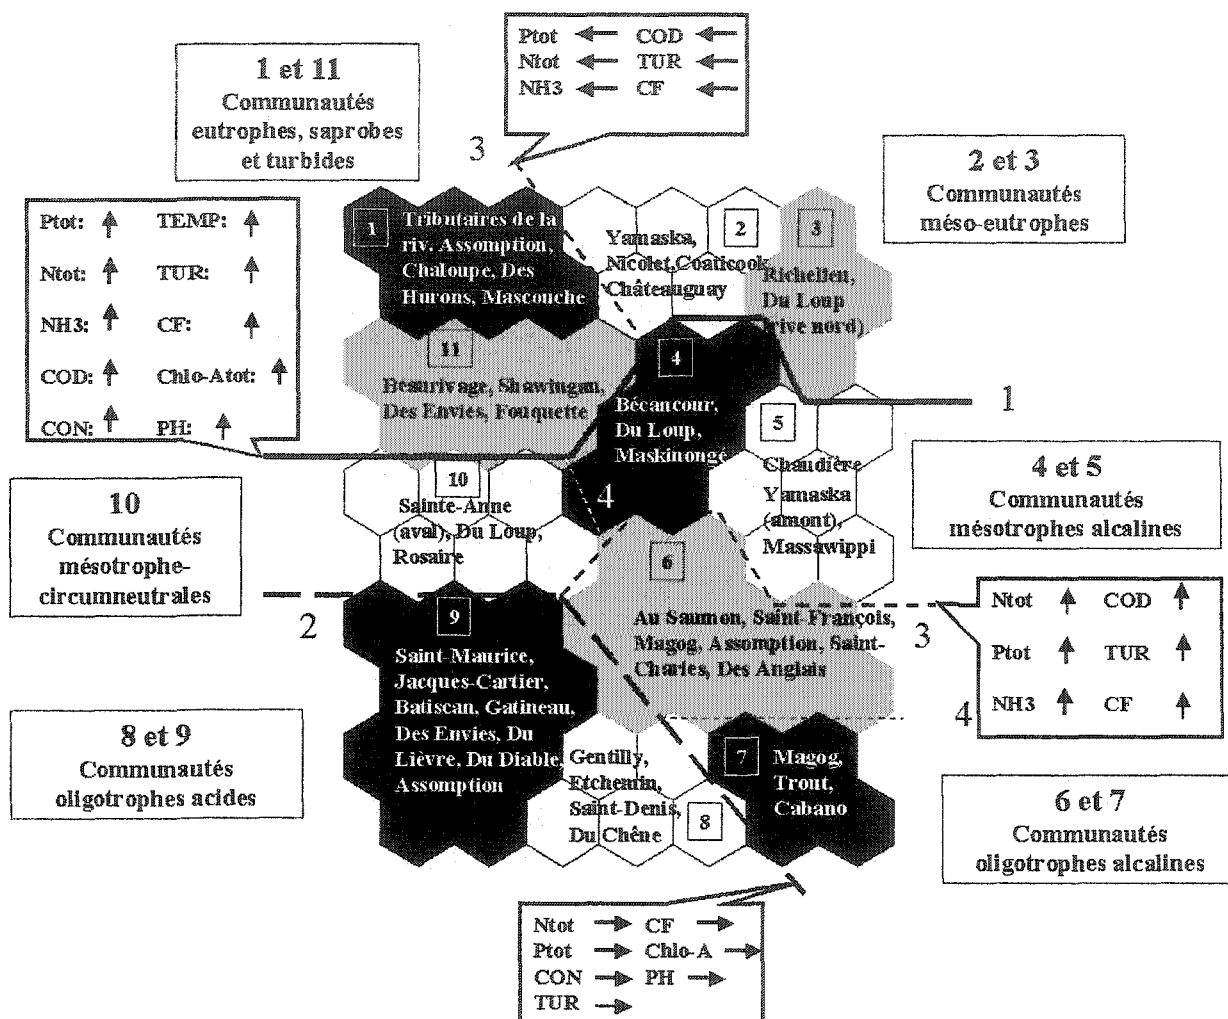 Ptot COD
Ntot TUR
NH3 CF
1 et 11
Communautés
eutrophes, saprobes
et turbides
3
2 et 3
Communautés
méso-eutrophes
Ptot: TEMP:
Ntot: TUR:
NH3: CF:
COD: Chlo-Atot:
CON: PH:
1
Tributaires de la
riv. Assomption,
Chaloupe, Des
Hurons, Mascouche
2
Yamaska,
Nicolet,Coaticook
Châteauguay
3
Richelieu,
Du Loup
(rive nord)
11
Beaurivage, Shawingan,
Des Envies, Fouquette
4
Bécancour,
Du Loup,
Maskinongé
1
5
Chaudière
Yamaska
(amont),
Massawippi
4 et 5
Communautés
mésotrophes alcalines
10
Communautés
mésotrophe-
circumneutrales
10
Sainte-Anne
(aval), Du Loup,
Rosaire
4
6
Au Saumon, Saint-François,
Magog, Assomption, Saint-
Charles, Des Anglais
2
9
Saint-Maurice,
Jacques-Cartier,
Batiscan, Gatineau,
Des Envies, Du
Lièvre, Du Diable,
Assomption
3
Ntot COD
Ptot TUR
NH3 CF
4
8 et 9
Communautés
oligotrophes acides
Gentilly,
Etchemin,
Saint-Denis,
Du Chêne
8
7
Magog,
Trout,
Cabano
6 et 7
Communautés
oligotrophes alcalines
Ntot CF
Ptot Chlo-A
CON PH
TUR